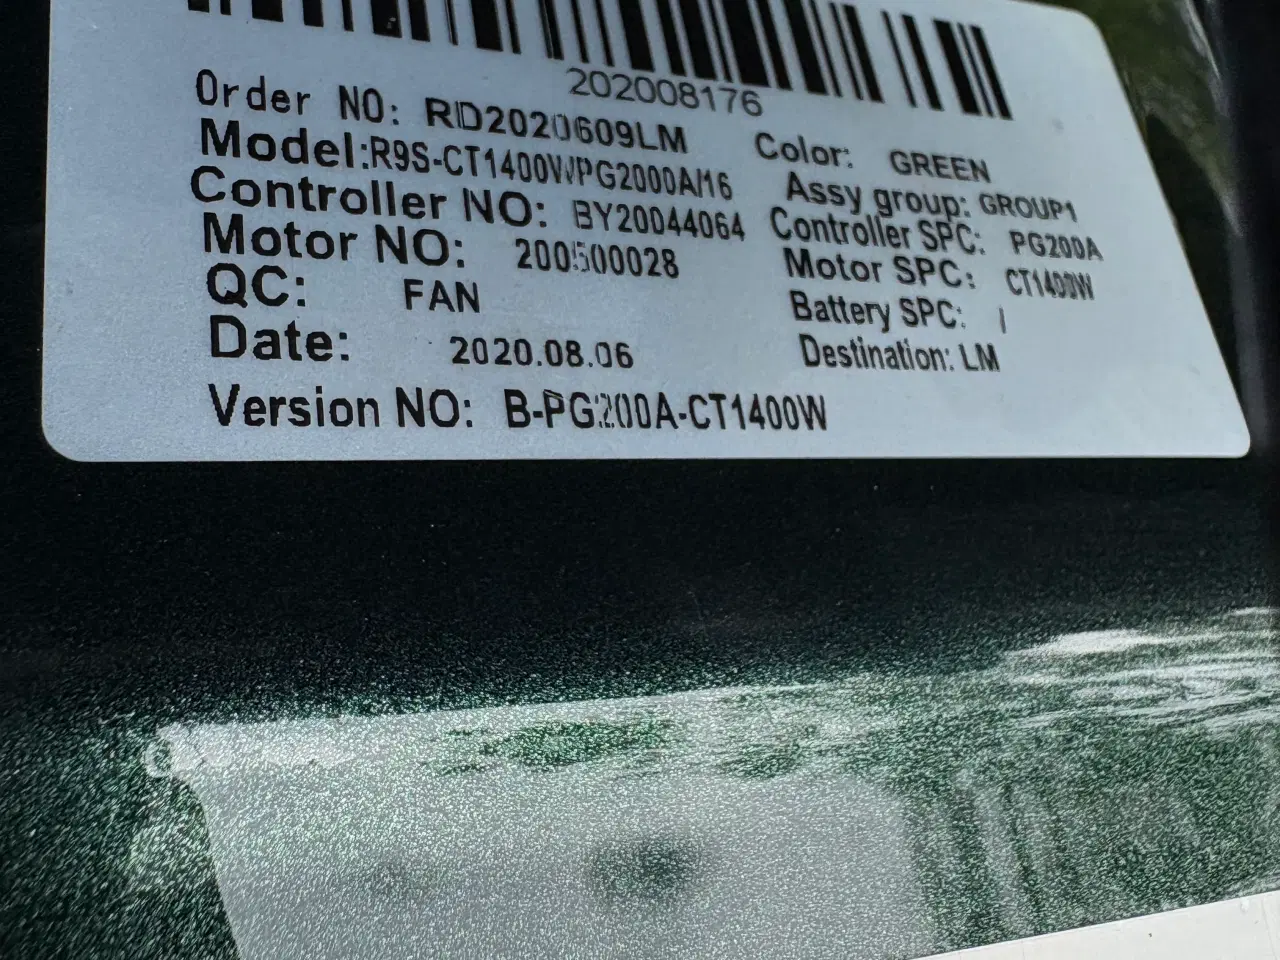 202008176
Order NO: RD2020609LM Color: GREEN
Model:R9S-CT1400W/PG2000A/16 Assy group: GROUP1
Controller NO: BY20044064 Controller SPC: PG200A
Motor NO: 200500028 Motor SPC: CT1400W
QC: FAN Battery SPC: /
Date: 2020.08.06 Destination: LM
Version NO: B-PG200A-CT1400W